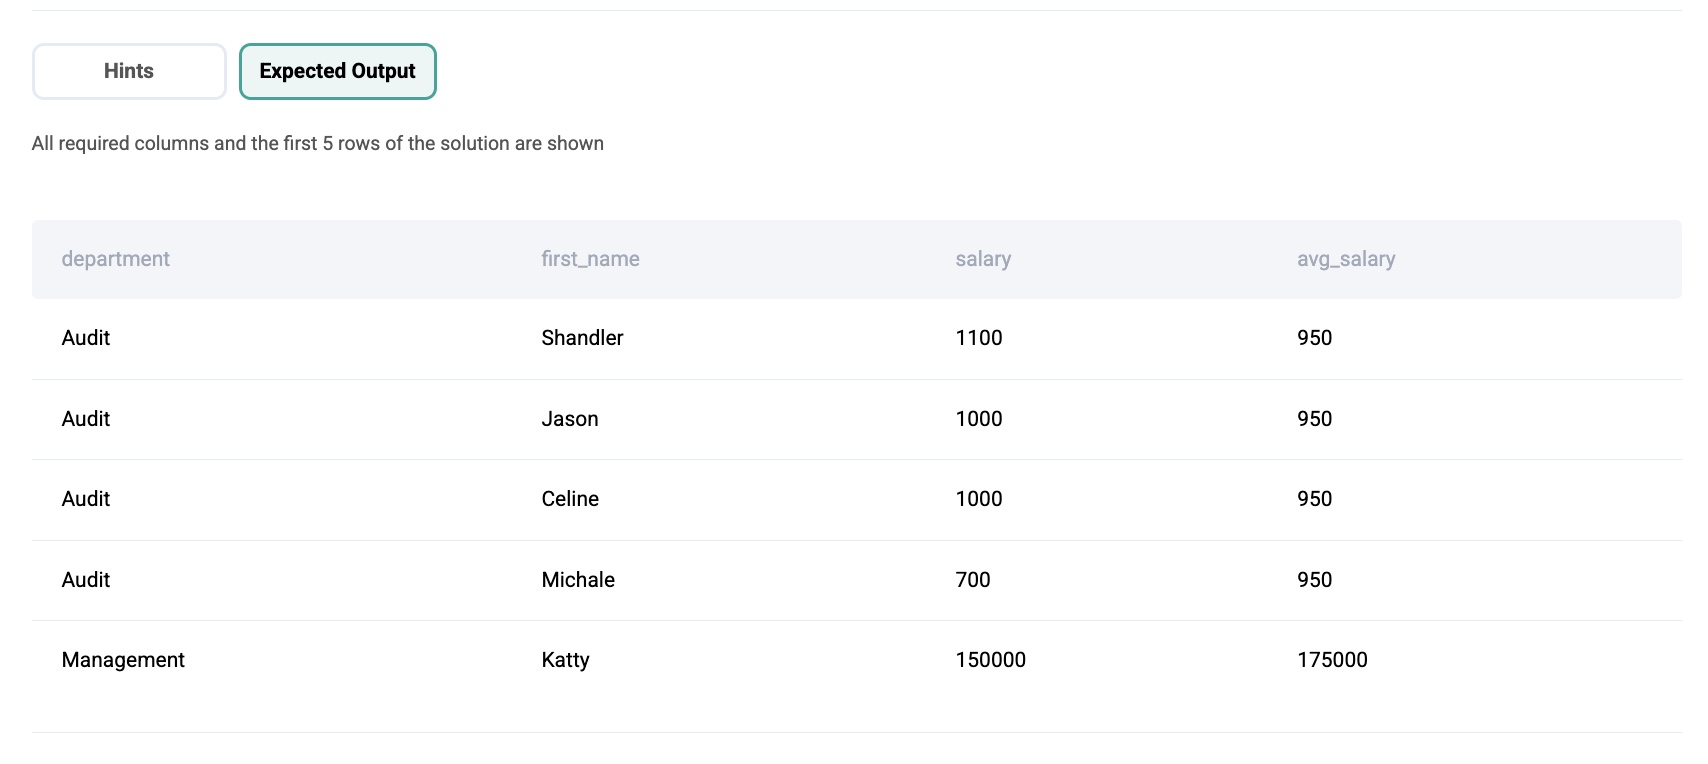 Hints Expected Output
All required columns and the first 5 rows of the solution are shown
department first_name salary avg_salary
Audit Shandler 1100 950
Audit Jason 1000 950
Audit Celine 1000 950
Audit Michale 700 950
Management Katty 150000 175000